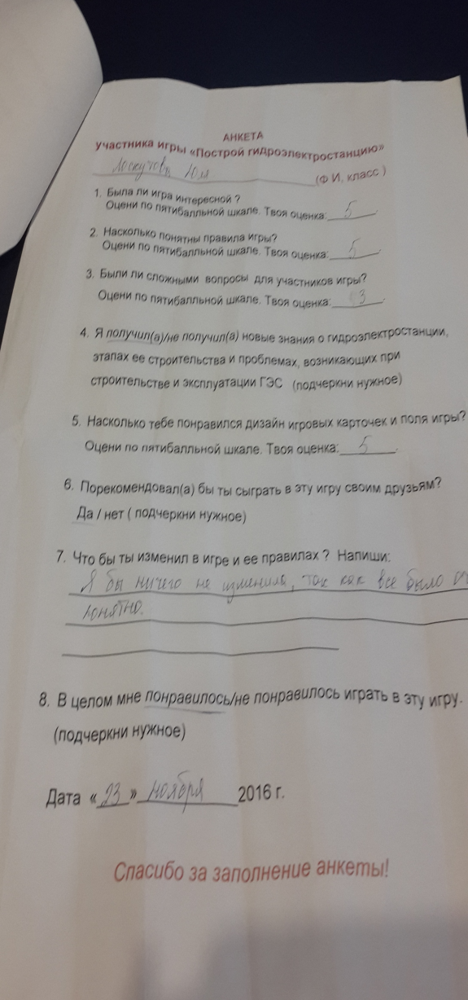 АНКЕТА
участника игры «Построй гидроэлектростанцию»
(Ф И. класс )
1. Была ли игра интересной ?
Оцени по пятибалльной шкале. Твоя оценка: 5
2. Насколько понятны правила игры?
Оцени по пятибалльной шкале. Твоя оценка: 5
3. Были ли сложными вопросы для участников игры?
Оцени по пятибалльной шкале. Твоя оценка: 3
4. Я получил(а)/не получил(а) новые знания о гидроэлектростанции,
этапах ее строительства и проблемах, возникающих при
строительстве и эксплуатации ГЭС (подчеркни нужное)
5. Насколько тебе понравился дизайн игровых карточек и поля игры?
Оцени по пятибалльной шкале. Твоя оценка: 5
6. Порекомендовал(а) бы ты сыграть в эту игру своим друзьям?
Да / нет ( подчеркни нужное)
7. Что бы ты изменил в игре и ее правилах ? Напиши:
Я бы ничего не изменила, так как все было
понятно.
8. В целом мне понравилось/не понравилось играть в эту игру.
(подчеркни нужное)
Дата «23» ноября 2016 г.
Спасибо за заполнение анкеты!